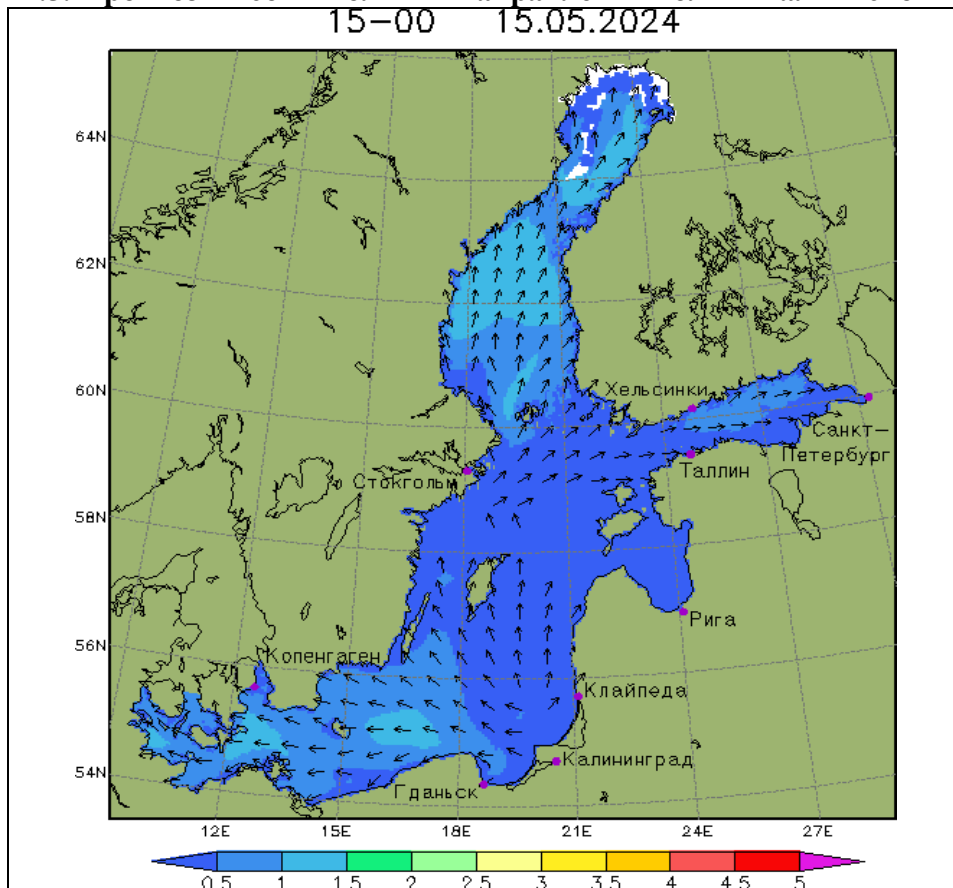 15-00 15.05.2024
64N
62N
Хельсинки
60N
Санкт-
Петербург
Таллин
Стокгольм
58N
Рига
56N
Копенгаген
Клайпеда
Калининград
54N
Гданьск
12E 15E 18E 21E 24E 27E
0.5 1 1.5 2 2.5 3 3.5 4 4.5 5